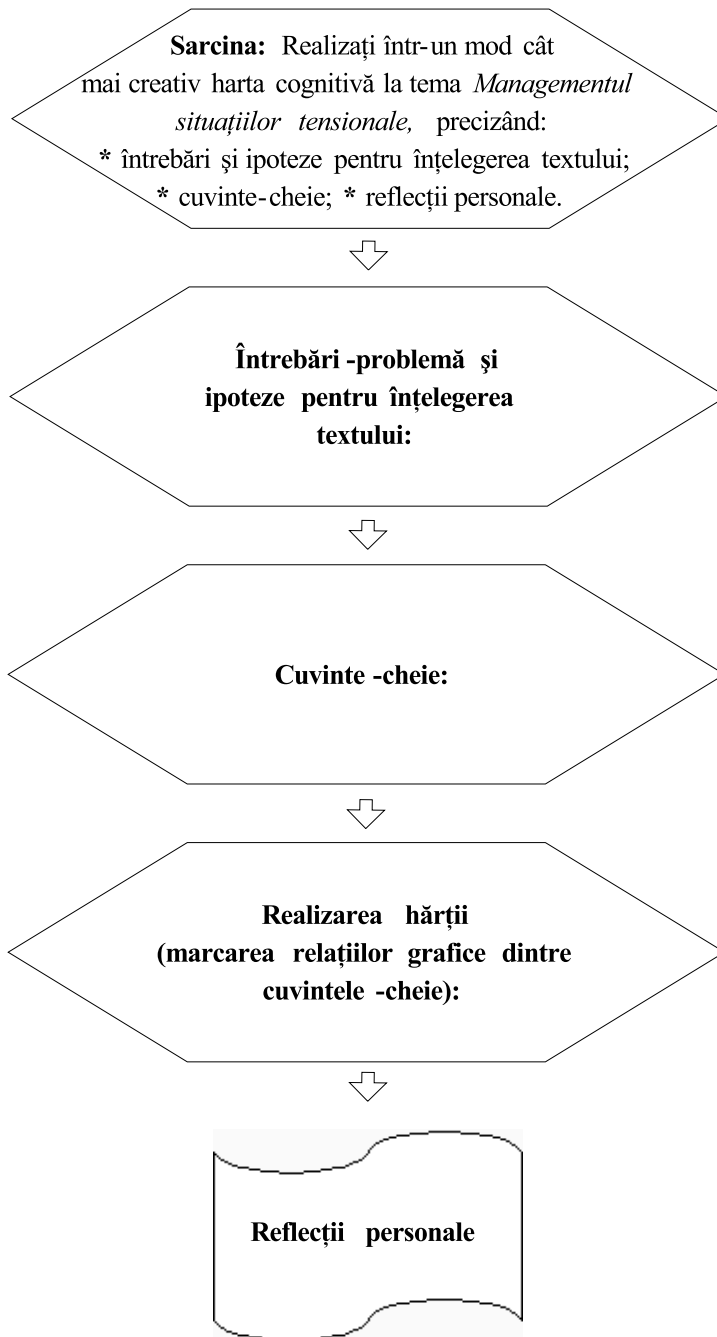 Sarcina: Realizați într-un mod cât
mai creativ harta cognitivă la tema Managementul
situațiilor tensionale, precizând:
* întrebări şi ipoteze pentru înțelegerea textului;
* cuvinte-cheie; * reflecții personale.
Întrebări -problemă şi
ipoteze pentru înțelegerea
textului:
Cuvinte -cheie:
Realizarea hărții
(marcarea relațiilor grafice dintre
cuvintele -cheie):
Reflecții personale